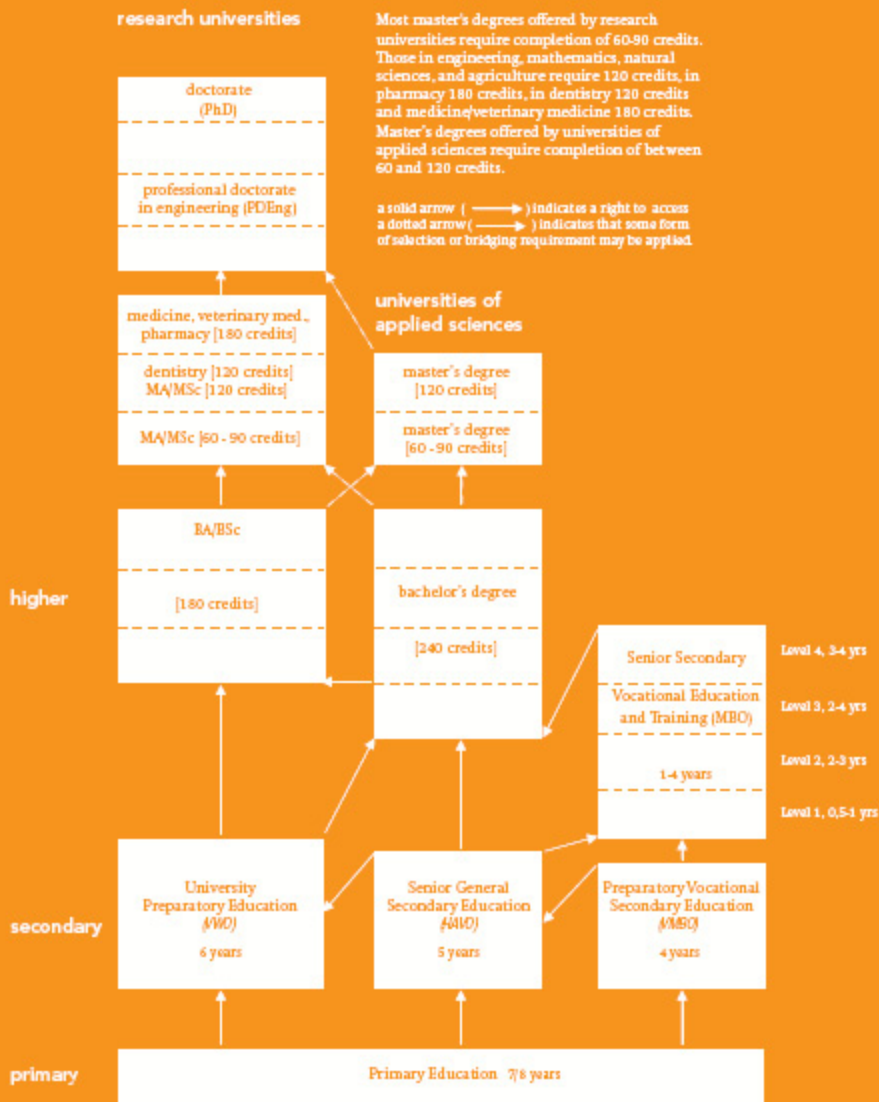 research universities
Most master's degrees offered by research
universities require completion of 60-90 credits.
Those in engineering, mathematics, natural
sciences, and agriculture require 120 credits, in
pharmacy 180 credits, in dentistry 120 credits
and medicine/veterinary medicine 180 credits.
Master's degrees offered by universities of
applied sciences require completion of between
60 and 120 credits.
a solid arrow ( ) indicates a right to access
a dotted arrow ( ) indicates that some form
of selection or bridging requirement may be applied.
doctorate
(PhD)
professional doctorate
in engineering (PDEng)
universities of
applied sciences
medicine, veterinary med.,
pharmacy [180 credits]
dentistry [120 credits]
MA/MSc [120 credits]
MA/MSc [60 - 90 credits]
master's degree
[120 credits]
master's degree
[60 - 90 credits]
higher
BA/BSc
[180 credits]
bachelor's degree
[240 credits]
Senior Secondary
Vocational Education
and Training (MBO)
1-4 years
Level 4, 3-4 yrs
Level 3, 2-4 yrs
Level 2, 2-3 yrs
Level 1, 0,5-1 yrs
secondary
University
Preparatory Education
(VWO)
6 years
Senior General
Secondary Education
(HAVO)
5 years
Preparatory Vocational
Secondary Education
(VMBO)
4 years
primary
Primary Education 7/8 years